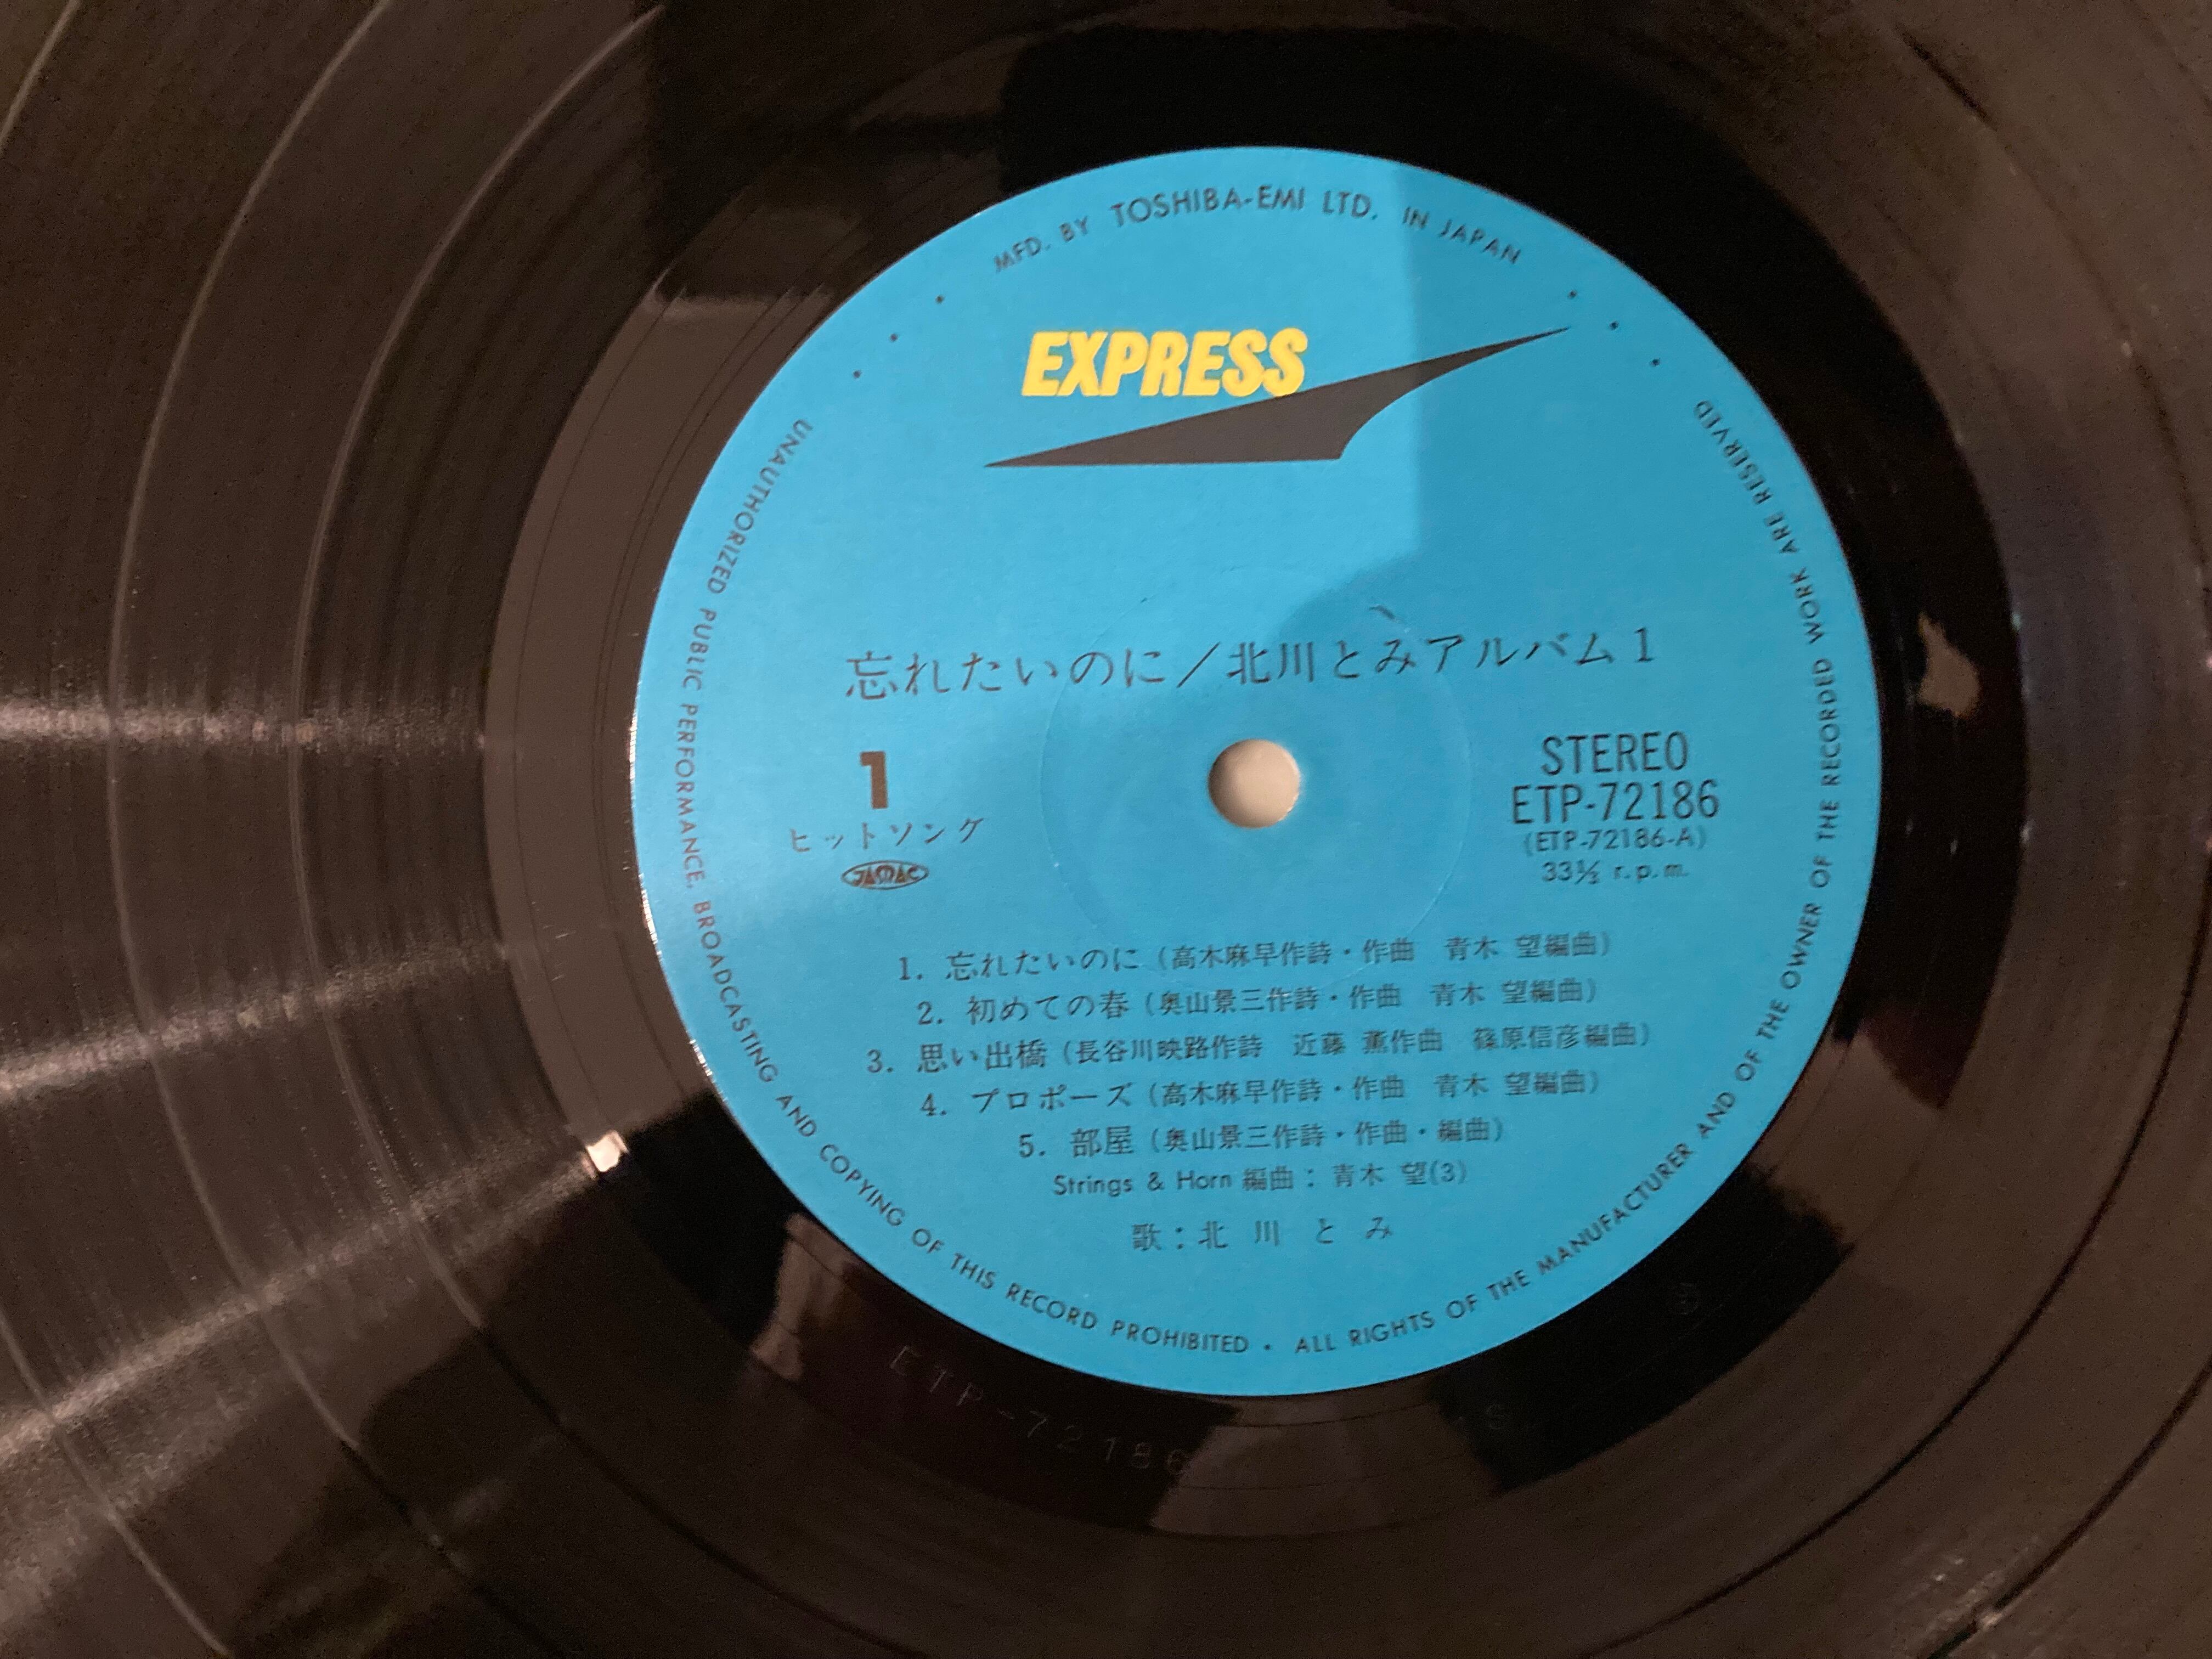 MFD. BY TOSHIBA-EMI LTD. IN JAPAN
EXPRESS
忘れたいのに／北川とみアルバム1
1
ヒットソング
JASRAC
STEREO
ETP-72186
(ETP-72186-A)
33⅓ r.p.m.
1. 忘れたいのに (高木麻早作詩・作曲 青木 望編曲)
2. 初めての春 (奥山景三作詩・作曲 青木 望編曲)
3. 思い出橋 (長谷川映路作詩 近藤 薫作曲 篠原信彦編曲)
4. プロポーズ (高木麻早作詩・作曲 青木 望編曲)
5. 部屋 (奥山景三作詩・作曲・編曲)
Strings & Horn 編曲：青木 望(3)
歌：北 川 と み
UNAUTHORIZED PUBLIC PERFORMANCE, BROADCASTING AND COPYING OF THIS RECORD PROHIBITED • ALL RIGHTS OF THE MANUFACTURER AND OF THE OWNER OF THE RECORDED WORK ARE RESERVED
ETP-72186
S